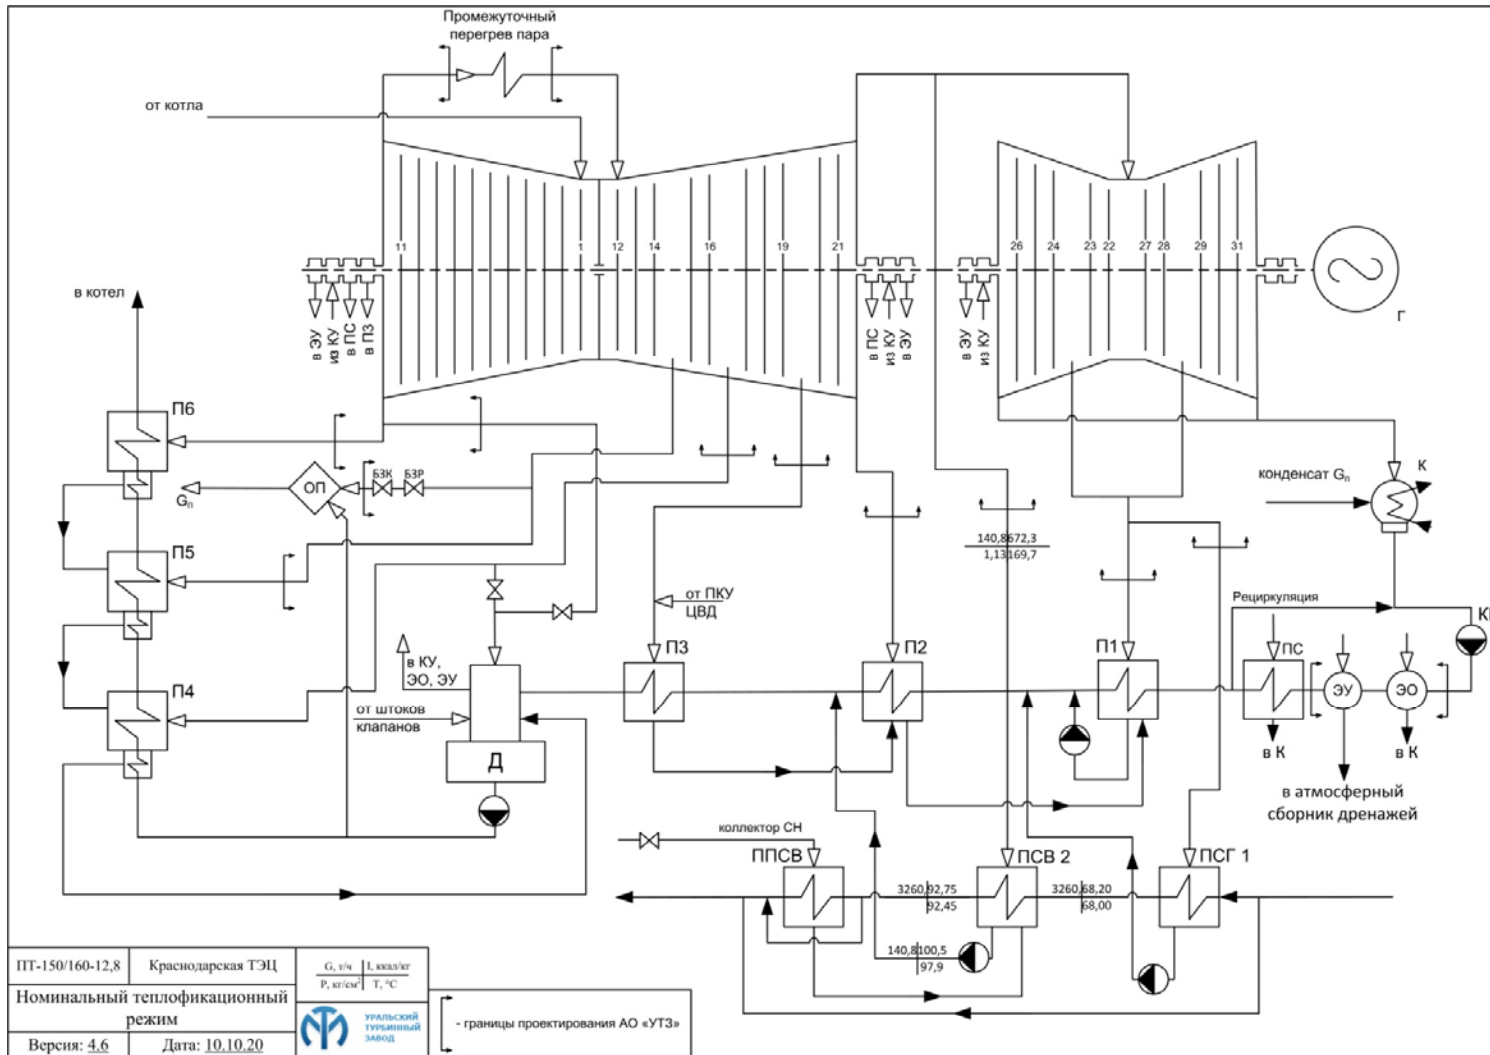 Промежуточный
перегрев пара
от котла
11
1
12
14
16
19
21
26
24
23
22
27
28
29
31
в ЭУ
из КУ
в ПС
в П3
в ПС
из КУ
в ЭУ
в ЭУ
из КУ
Г
в котел
П6
БЗК
БЗР
ОП
Gп
конденсат Gп
К
П5
140,8
672,3
1,13
169,7
от ПКУ
ЦВД
Рециркуляция
в КУ,
ЭО, ЭУ
П3
П2
П1
ПС
ЭУ
ЭО
П4
от штоков
клапанов
Д
в К
в К
в атмосферный
сборник дренажей
коллектор СН
ППСВ
ПСВ 2
ПСГ 1
3260,
92,75
92,45
3260,
68,20
68,00
140,8
100,5
97,9
ПТ-150/160-12,8
Краснодарская ТЭЦ
G, т/ч
I, ккал/кг
P, кг/см²
T, °C
Номинальный теплофикационный
режим
УРАЛЬСКИЙ
ТУРБИННЫЙ
ЗАВОД
- границы проектирования АО «УТЗ»
Версия: 4.6
Дата: 10.10.20